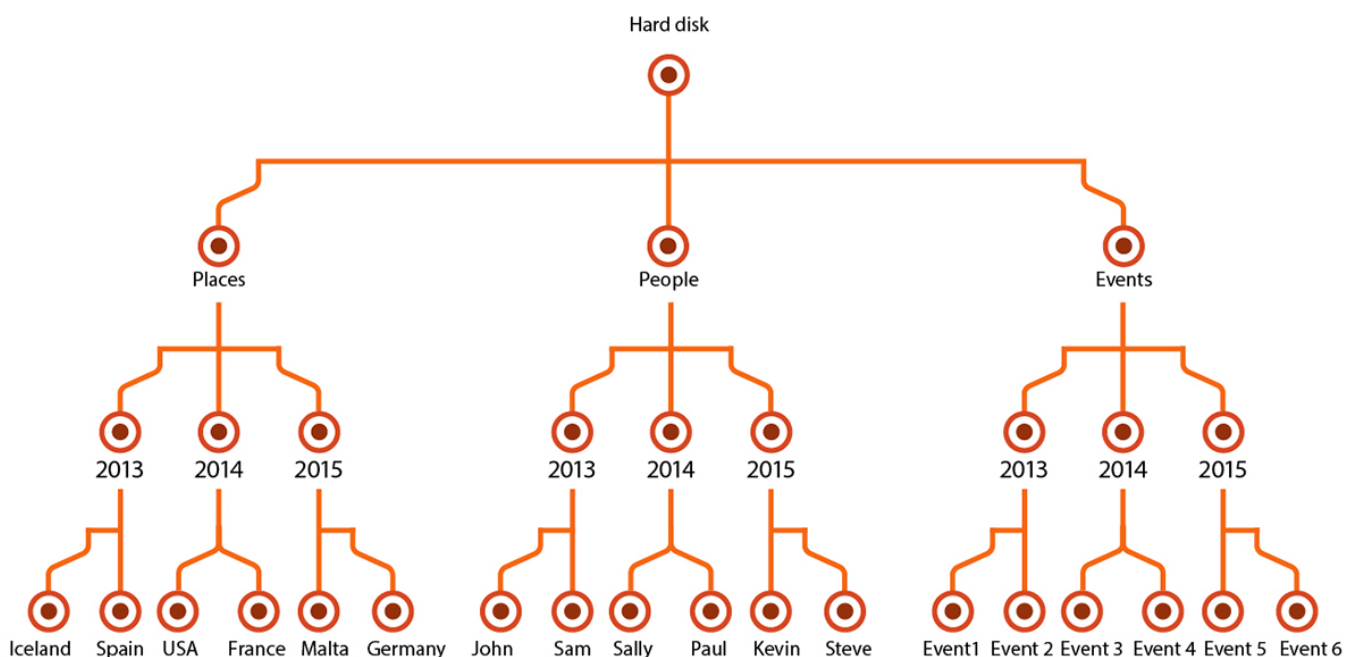 Hard disk
Places People Events
2013 2014 2015 2013 2014 2015 2013 2014 2015
Iceland Spain USA France Malta Germany John Sam Sally Paul Kevin Steve Event1 Event 2 Event 3 Event 4 Event 5 Event 6